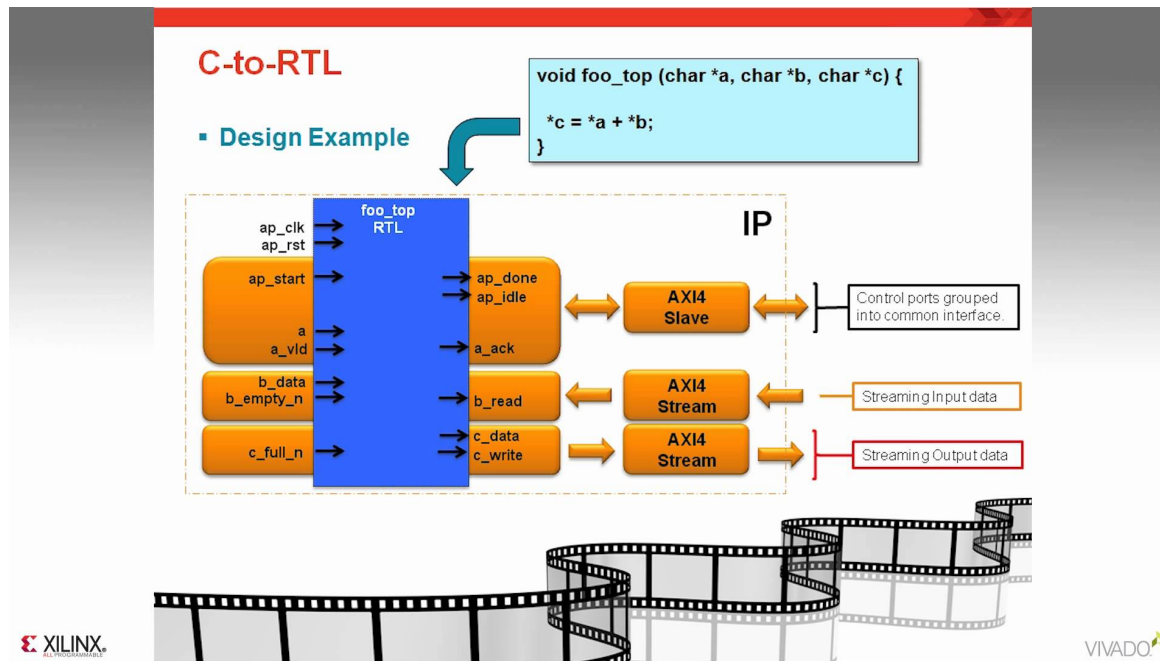 C-to-RTL
void foo_top (char *a, char *b, char *c) {
*c = *a + *b;
}
▪ Design Example
foo_top
RTL
IP
ap_clk
ap_rst
ap_start
a
a_vld
ap_done
ap_idle
a_ack
AXI4
Slave
Control ports grouped
into common interface.
b_data
b_empty_n
b_read
AXI4
Stream
Streaming Input data
c_full_n
c_data
c_write
AXI4
Stream
Streaming Output data
XILINX®
ALL PROGRAMMABLE
VIVADO